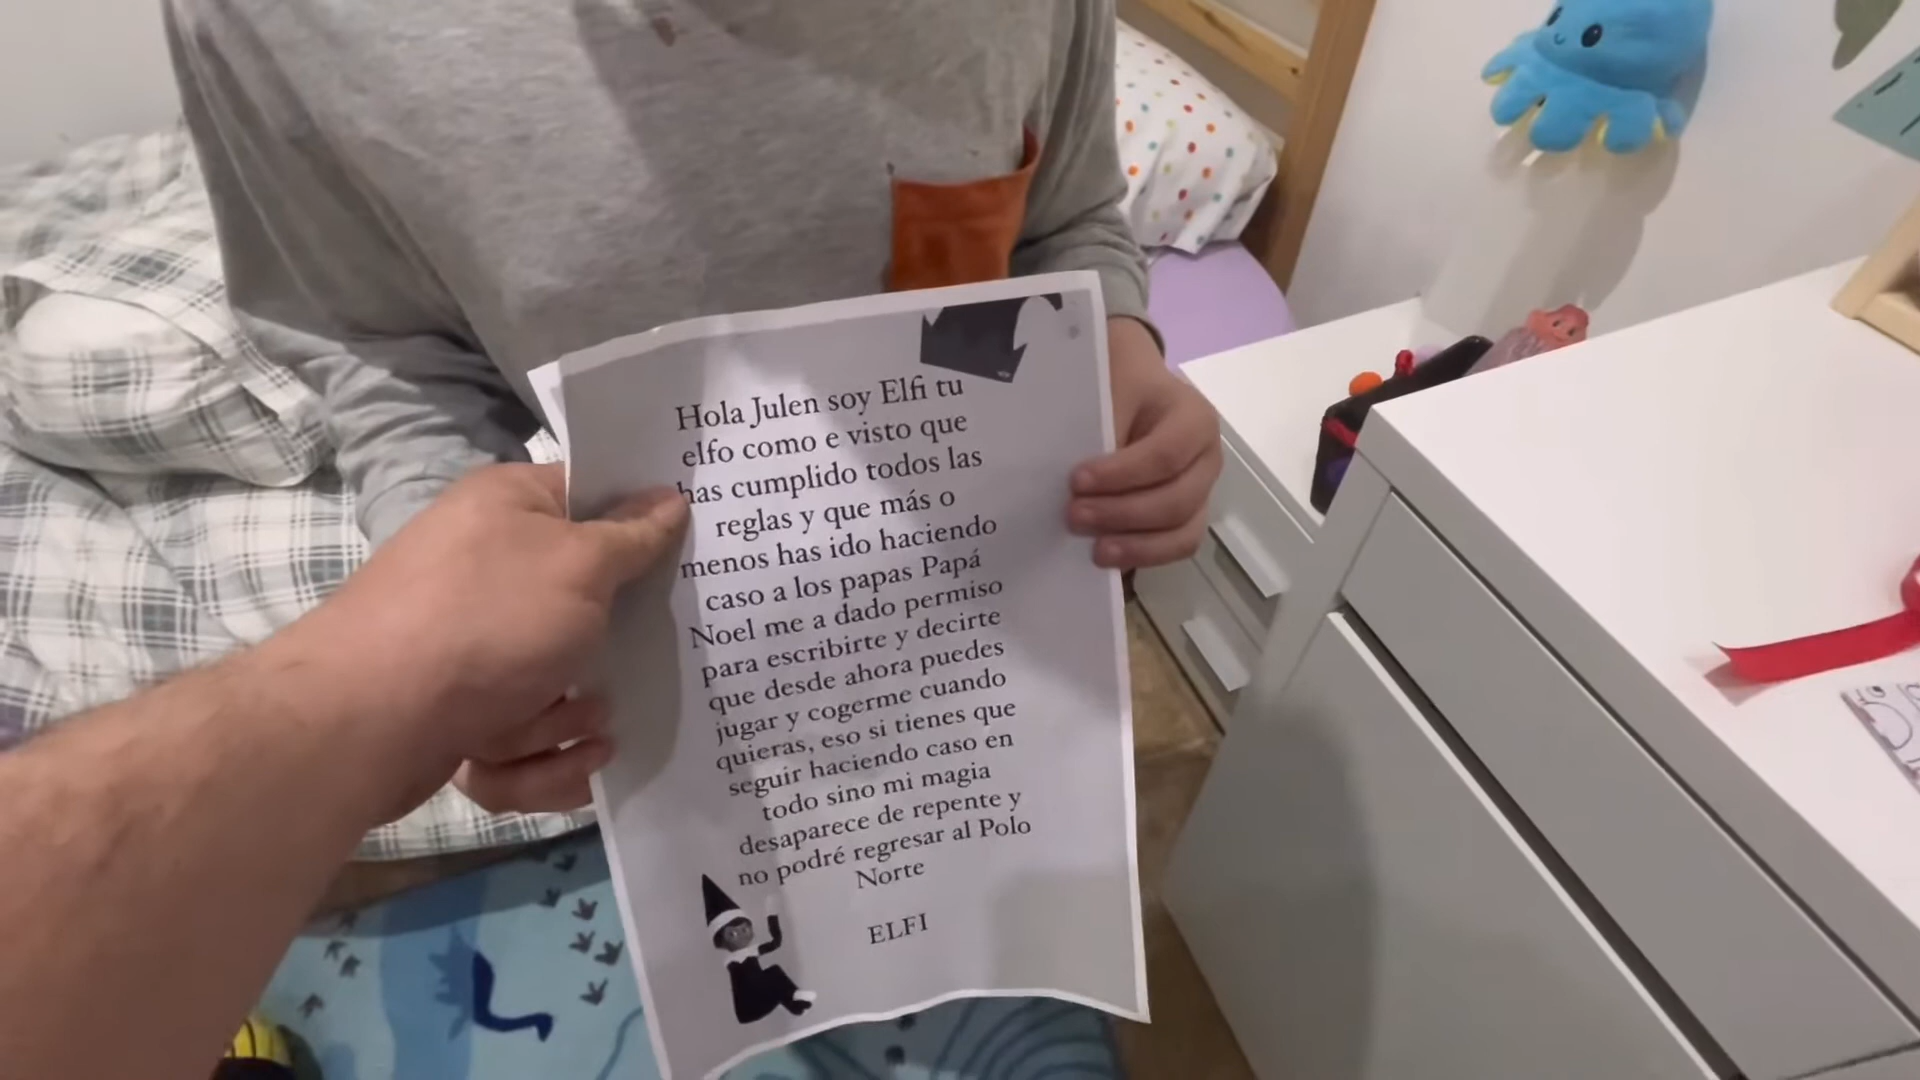 Hola Julen soy Elfi tu
elfo como e visto que
has cumplido todos las
reglas y que más o
menos has ido haciendo
caso a los papas Papá
Noel me a dado permiso
para escribirte y decirte
que desde ahora puedes
jugar y cogerme cuando
quieras, eso si tienes que
seguir haciendo caso en
todo sino mi magia
desaparece de repente y
no podré regresar al Polo
Norte
ELFI